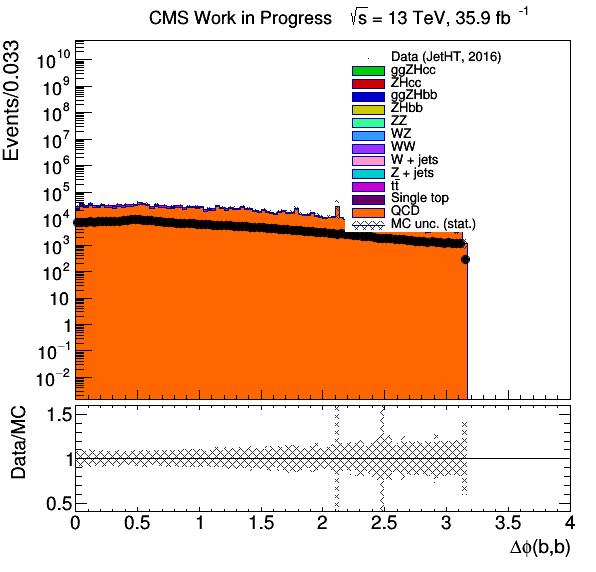 CMS Work in Progress √s = 13 TeV, 35.9 fb⁻¹
Events/0.033
10¹⁰
10⁹
10⁸
10⁷
10⁶
10⁵
10⁴
10³
10²
10
1
10⁻¹
10⁻²
Data (JetHT, 2016)
ggZHcc
ZHcc
ggZHbb
ZHbb
ZZ
WZ
WW
W + jets
Z + jets
tt̄
Single top
QCD
MC unc. (stat.)
Data/MC
1.5
1
0.5
0 0.5 1 1.5 2 2.5 3 3.5 4
Δϕ(b,b)